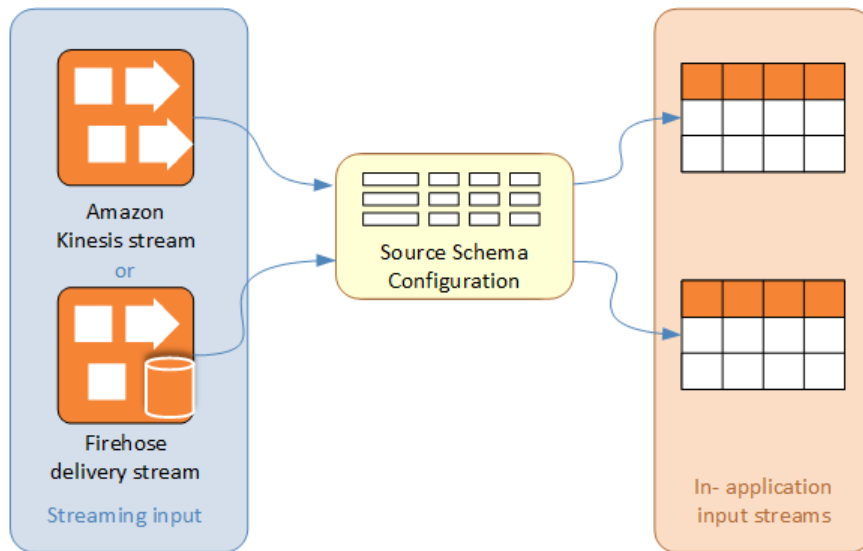 Amazon
Kinesis stream
or
Firehose
delivery stream
Streaming input
Source Schema
Configuration
In- application
input streams